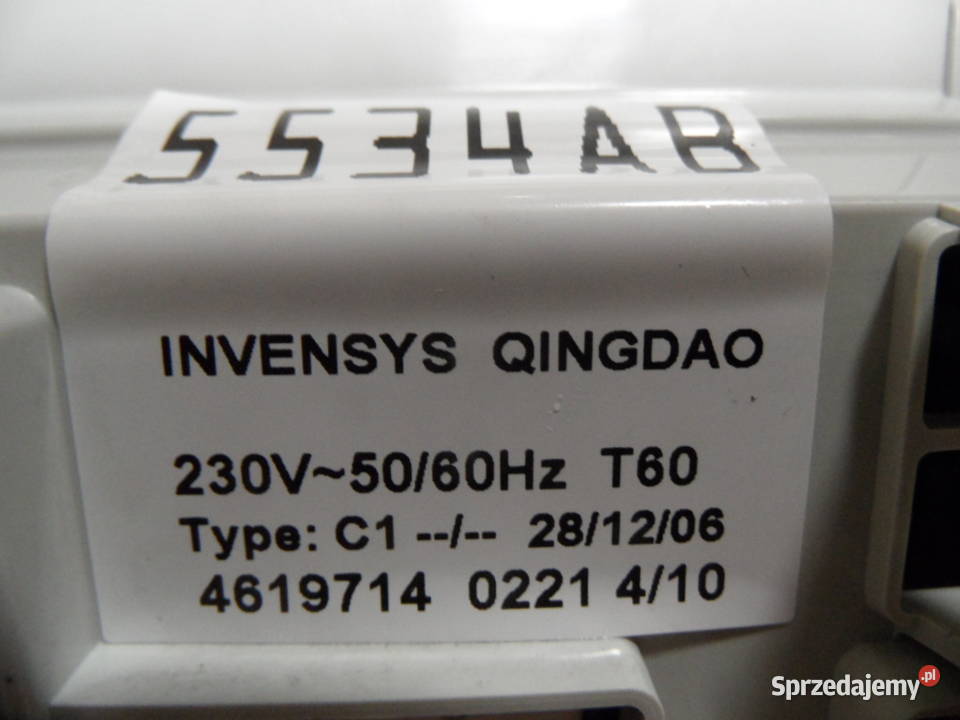 5534AB
INVENSYS QINGDAO
230V~50/60Hz T60
Type: C1 --/-- 28/12/06
4619714 0221 4/10
Sprzedajemy.pl